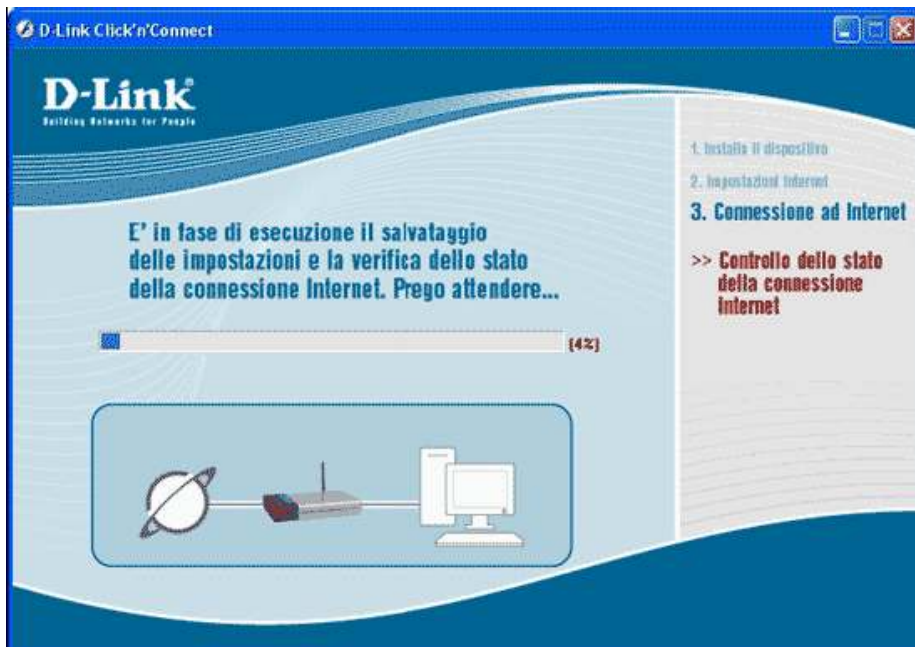 D-Link Click'n'Connect
D-Link
Building Networks for People
1. Installa il dispositivo
2. Impostazioni Internet
3. Connessione ad Internet
>> Controllo dello stato
della connessione
internet
E' in fase di esecuzione il salvataggio
delle impostazioni e la verifica dello stato
della connessione Internet. Prego attendere...
(4%)